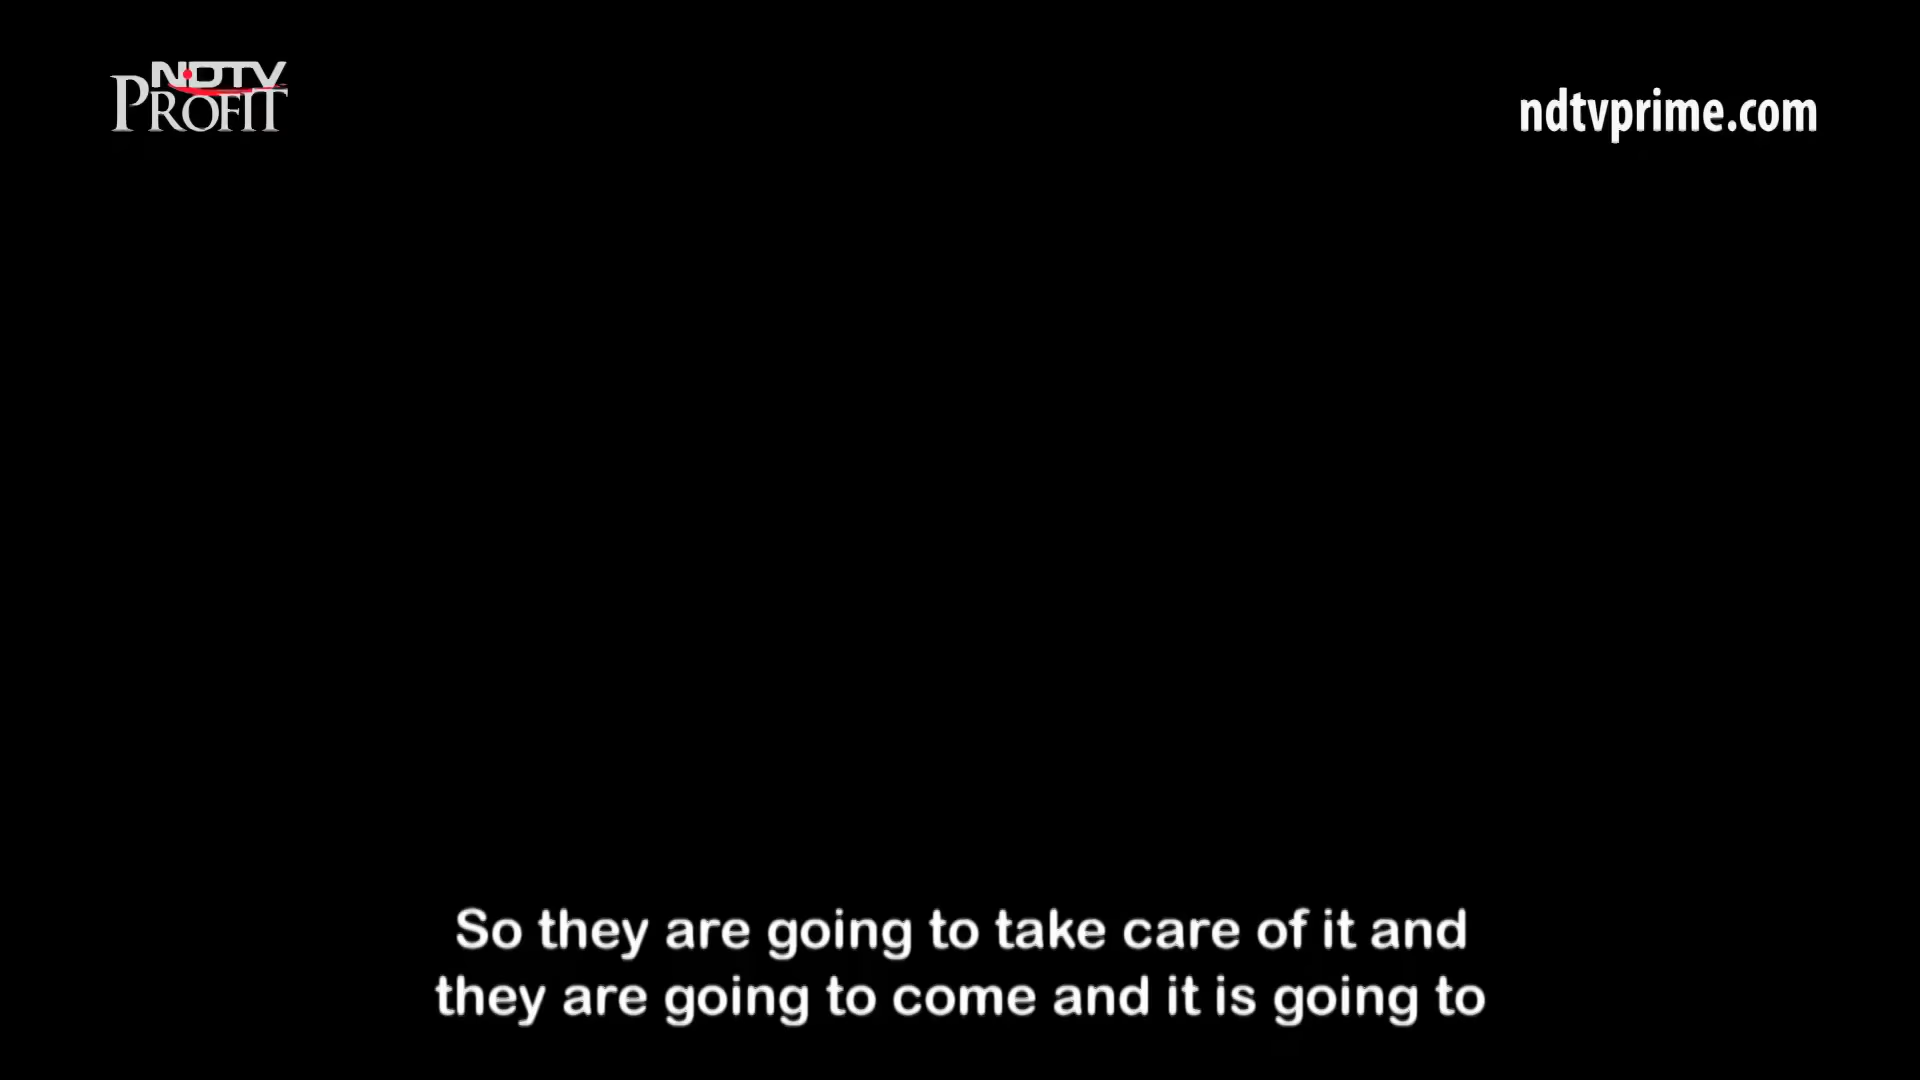 NDTV
PROFIT
ndtvprime.com
So they are going to take care of it and
they are going to come and it is going to